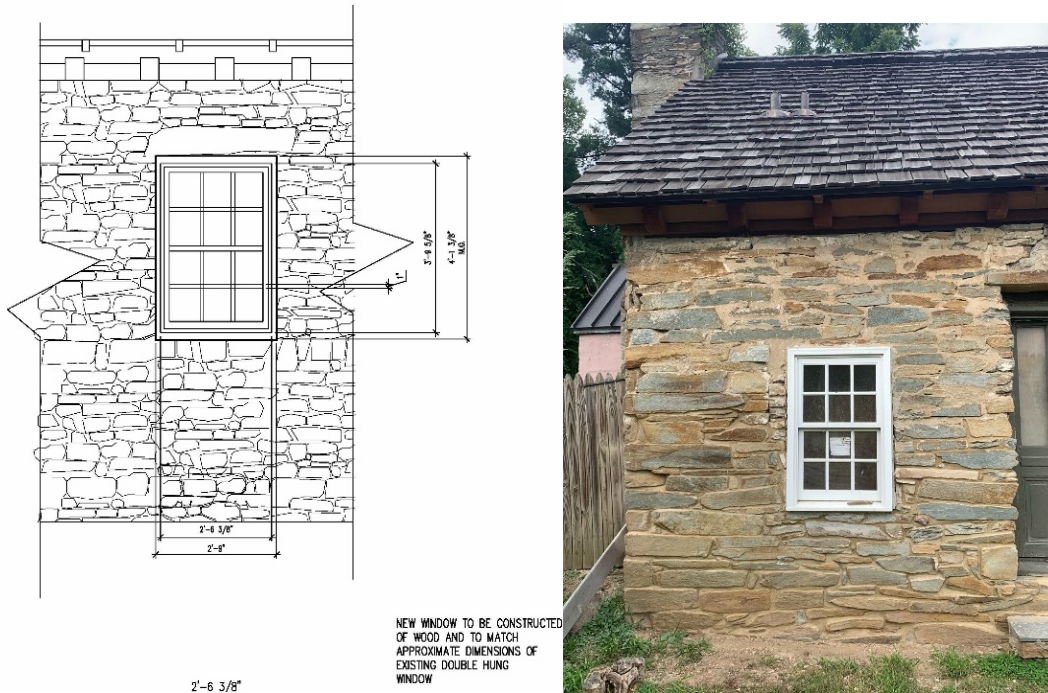 3'-9 5/8"
4'-1 3/8"
M.O.
1"
2'-6 3/8"
2'-9"
NEW WINDOW TO BE CONSTRUCTED
OF WOOD AND TO MATCH
APPROXIMATE DIMENSIONS OF
EXISTING DOUBLE HUNG
WINDOW
2'-6 3/8"